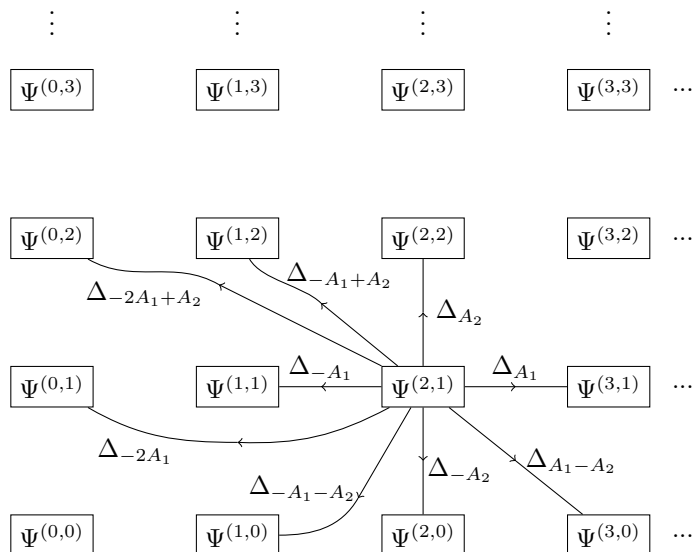 ⋮ ⋮ ⋮ ⋮
Ψ^{(0,3)} Ψ^{(1,3)} Ψ^{(2,3)} Ψ^{(3,3)} ...
Ψ^{(0,2)} Ψ^{(1,2)} Ψ^{(2,2)} Ψ^{(3,2)} ...
Δ_{-2A_1+A_2} Δ_{-A_1+A_2} Δ_{A_2}
Δ_{-A_1} Δ_{A_1}
Ψ^{(0,1)} Ψ^{(1,1)} Ψ^{(2,1)} Ψ^{(3,1)} ...
Δ_{-2A_1} Δ_{-A_1-A_2} Δ_{-A_2} Δ_{A_1-A_2}
Ψ^{(0,0)} Ψ^{(1,0)} Ψ^{(2,0)} Ψ^{(3,0)} ...